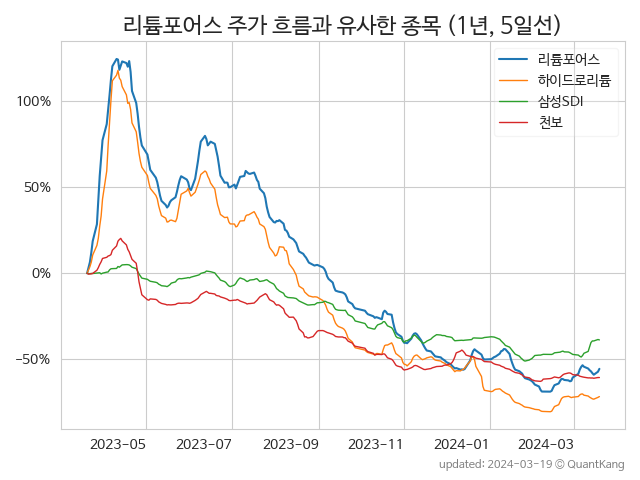 리튬포어스 주가 흐름과 유사한 종목 (1년, 5일선)
리튬포어스
하이드로리튬
삼성SDI
천보
100%
50%
0%
−50%
2023-05 2023-07 2023-09 2023-11 2024-01 2024-03
updated: 2024-03-19 © QuantKang